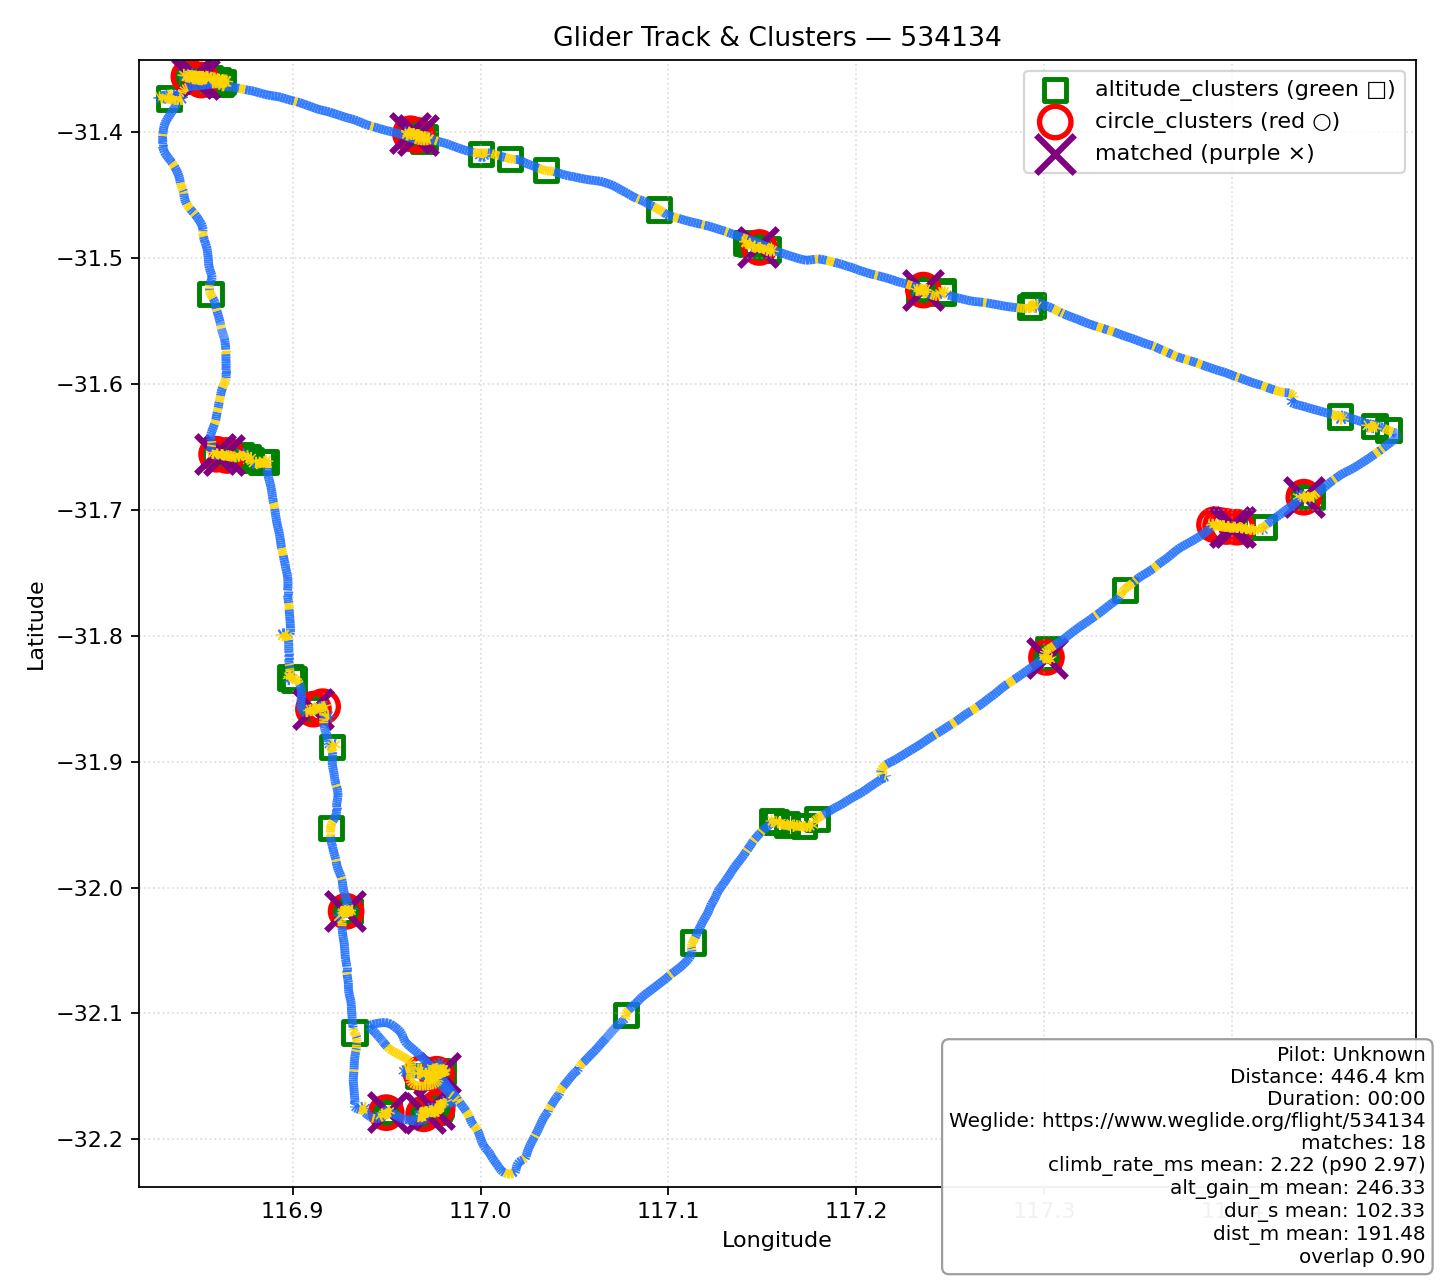 Glider Track & Clusters — 534134
altitude_clusters (green □)
circle_clusters (red ○)
matched (purple ×)
Latitude
−31.4
−31.5
−31.6
−31.7
−31.8
−31.9
−32.0
−32.1
−32.2
116.9
117.0
117.1
117.2
117.3
Longitude
Pilot: Unknown
Distance: 446.4 km
Duration: 00:00
Weglide: https://www.weglide.org/flight/534134
matches: 18
climb_rate_ms mean: 2.22 (p90 2.97)
alt_gain_m mean: 246.33
dur_s mean: 102.33
dist_m mean: 191.48
overlap 0.90